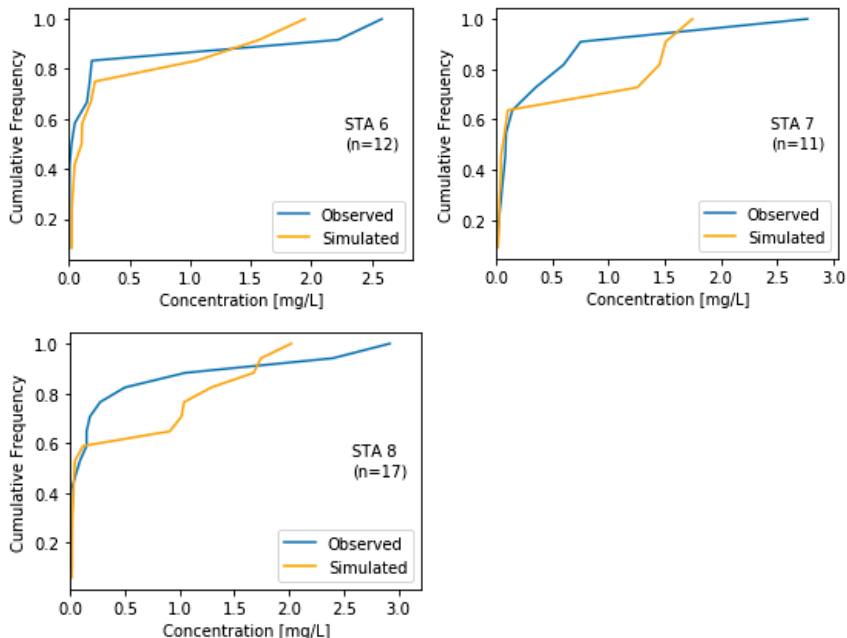 1.0
0.8
0.6
0.4
0.2
Cumulative Frequency
STA 6
(n=12)
Observed
Simulated
0.0 0.5 1.0 1.5 2.0 2.5
Concentration [mg/L]
1.0
0.8
0.6
0.4
0.2
Cumulative Frequency
STA 7
(n=11)
Observed
Simulated
0.0 0.5 1.0 1.5 2.0 2.5 3.0
Concentration [mg/L]
1.0
0.8
0.6
0.4
0.2
Cumulative Frequency
STA 8
(n=17)
Observed
Simulated
0.0 0.5 1.0 1.5 2.0 2.5 3.0
Concentration [mg/L]